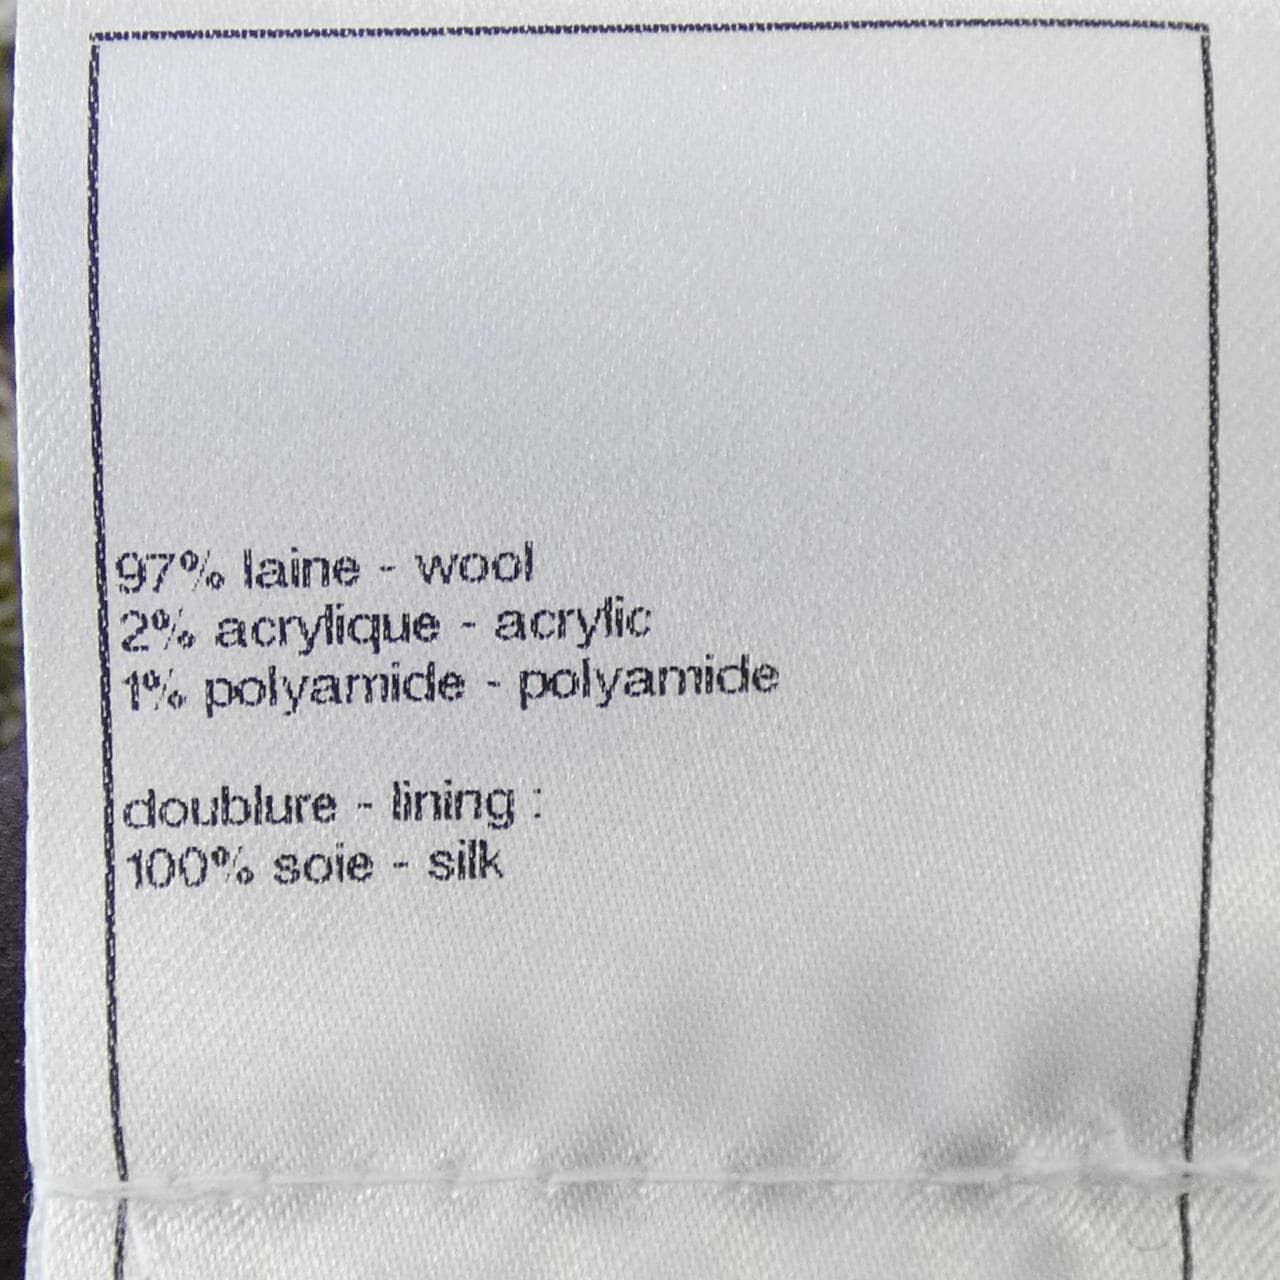 97% laine - wool
2% acrylique - acrylic
1% polyamide - polyamide
doublure - lining :
100% soie - silk